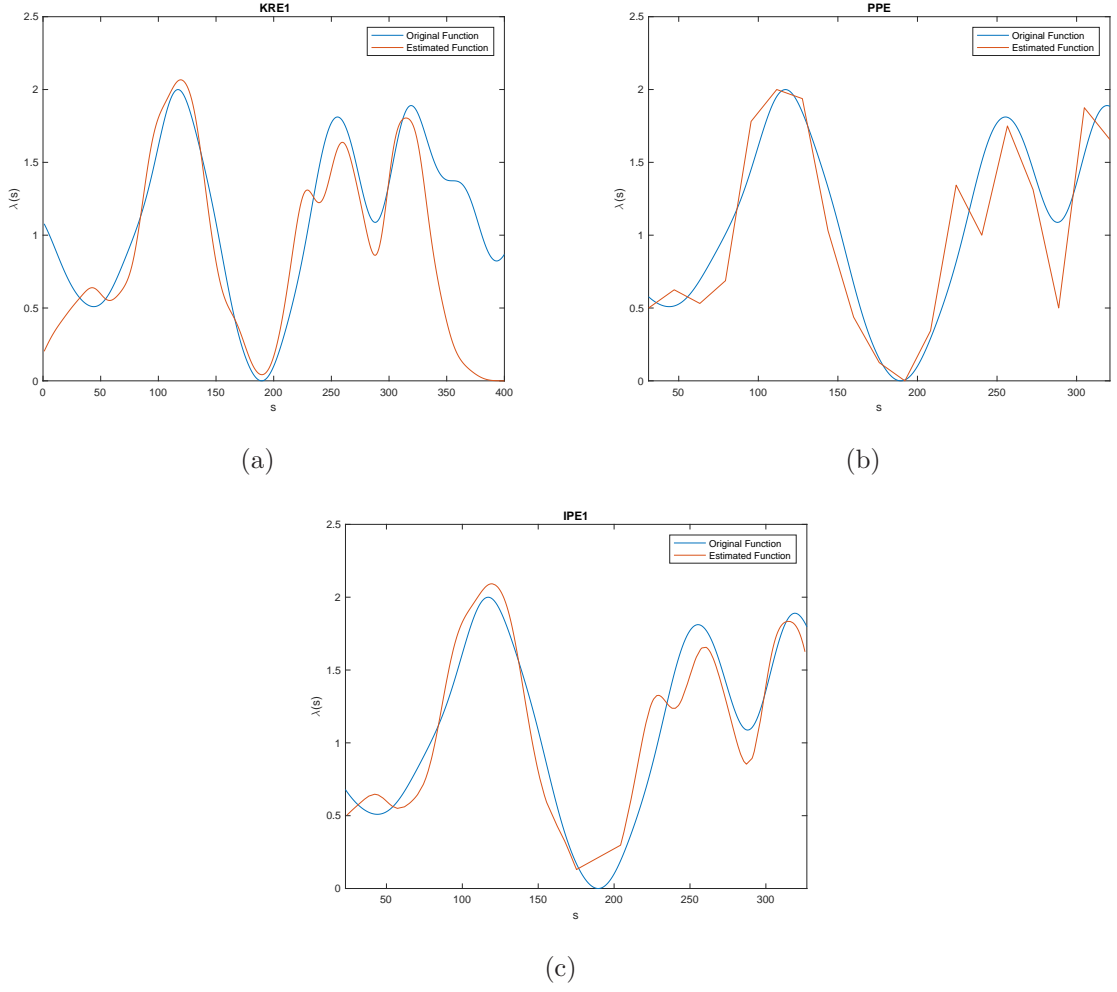 KRE1
2.5
2
1.5
1
0.5
0
0 50 100 150 200 250 300 350 400
λ(s)
s
Original Function
Estimated Function
(a)
PPE
2.5
2
1.5
1
0.5
0
50 100 150 200 250 300
λ(s)
s
Original Function
Estimated Function
(b)
IPE1
2.5
2
1.5
1
0.5
0
50 100 150 200 250 300
λ(s)
s
Original Function
Estimated Function
(c)